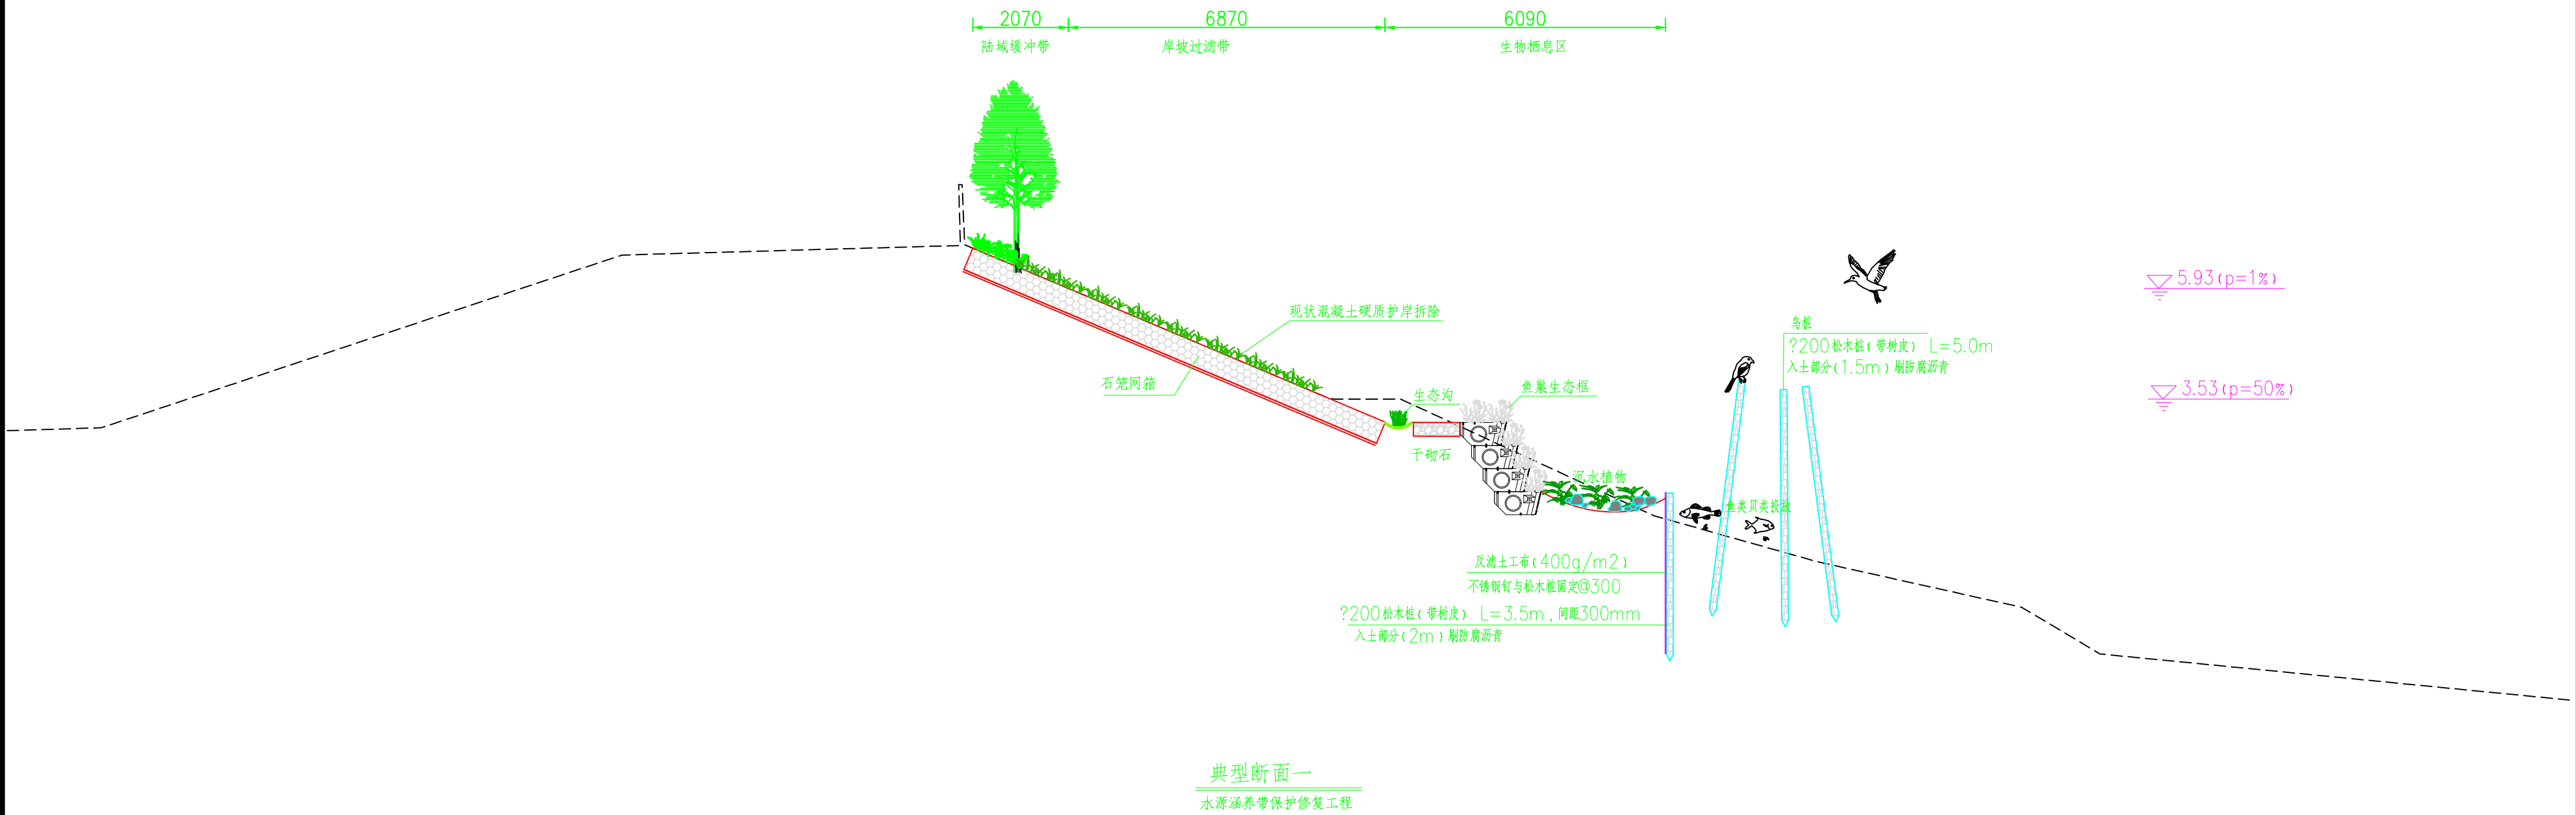 2070
6870
6090
陆域缓冲带
岸坡过滤带
生物栖息区
5.93(p=1%)
现状混凝土硬质护岸拆除
鸟桩
?200松木桩(带树皮) L=5.0m
入土部分(1.5m)刷防腐沥青
石笼网箱
生态沟
鱼巢生态框
3.53(p=50%)
干砌石
沉水植物
鱼类贝类投放
反滤土工布(400g/m2)
不锈钢钉与松木桩固定@300
?200松木桩(带树皮) L=3.5m,间距300mm
入土部分(2m)刷防腐沥青
典型断面一
水源涵养带保护修复工程